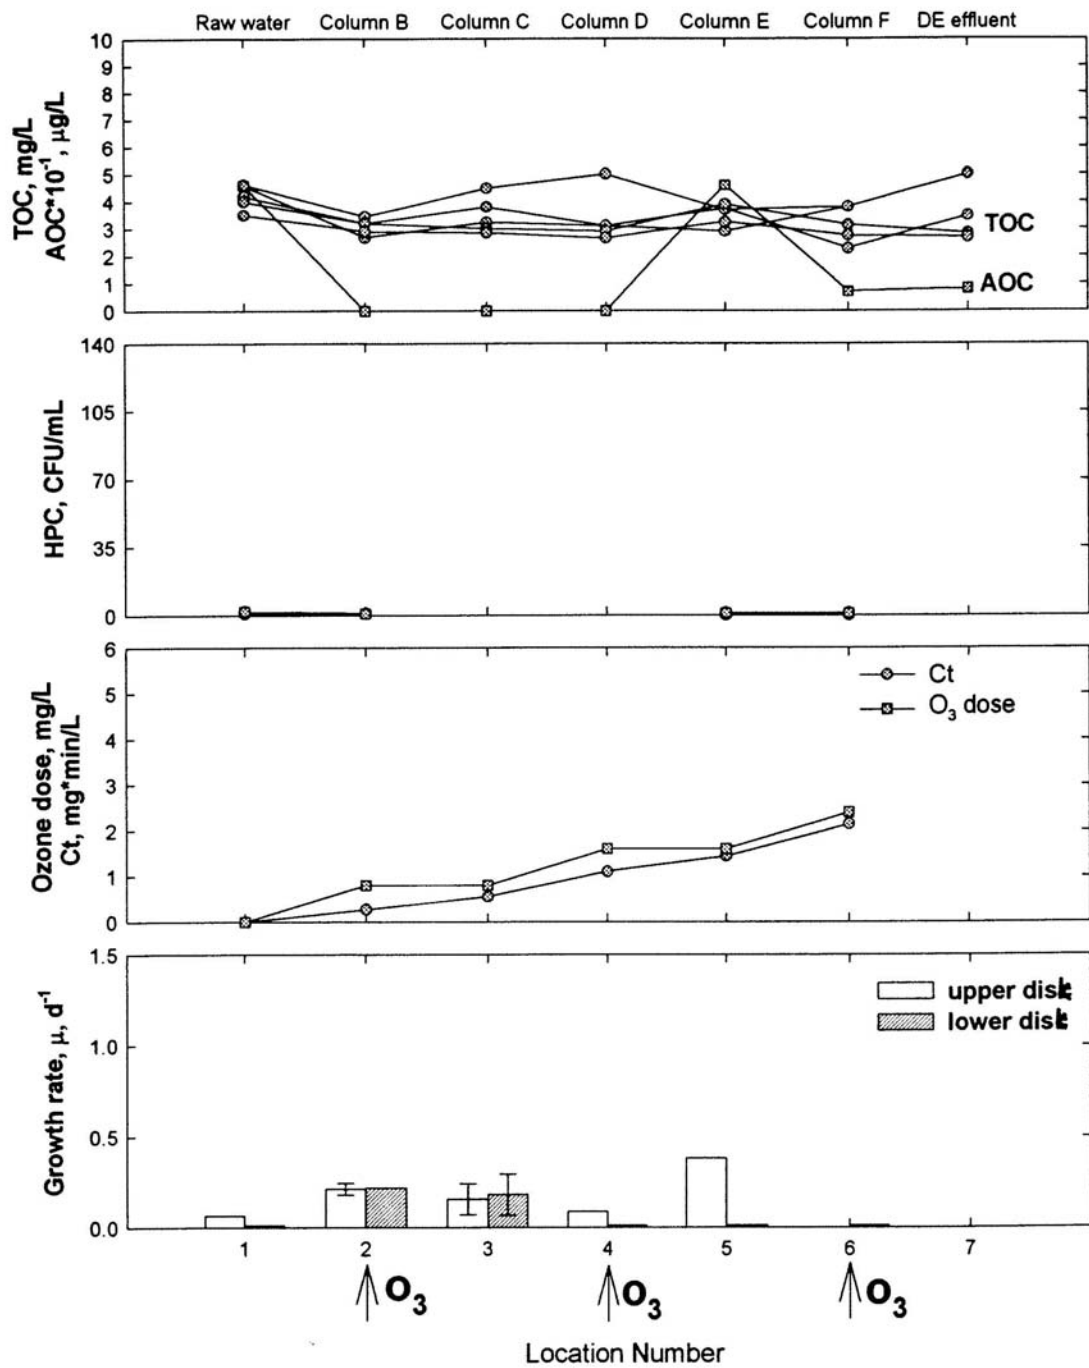 Raw water Column B Column C Column D Column E Column F DE effluent
TOC, mg/L
AOC*10⁻¹, µg/L
10
9
8
7
6
5
4
3
2
1
0
TOC
AOC
HPC, CFU/mL
140
105
70
35
0
Ozone dose, mg/L
Ct, mg*min/L
6
5
4
3
2
1
0
Ct
O₃ dose
Growth rate, µ, d⁻¹
1.5
1.0
0.5
0.0
upper disk
lower disk
1 2 3 4 5 6 7
O₃ O₃ O₃
Location Number